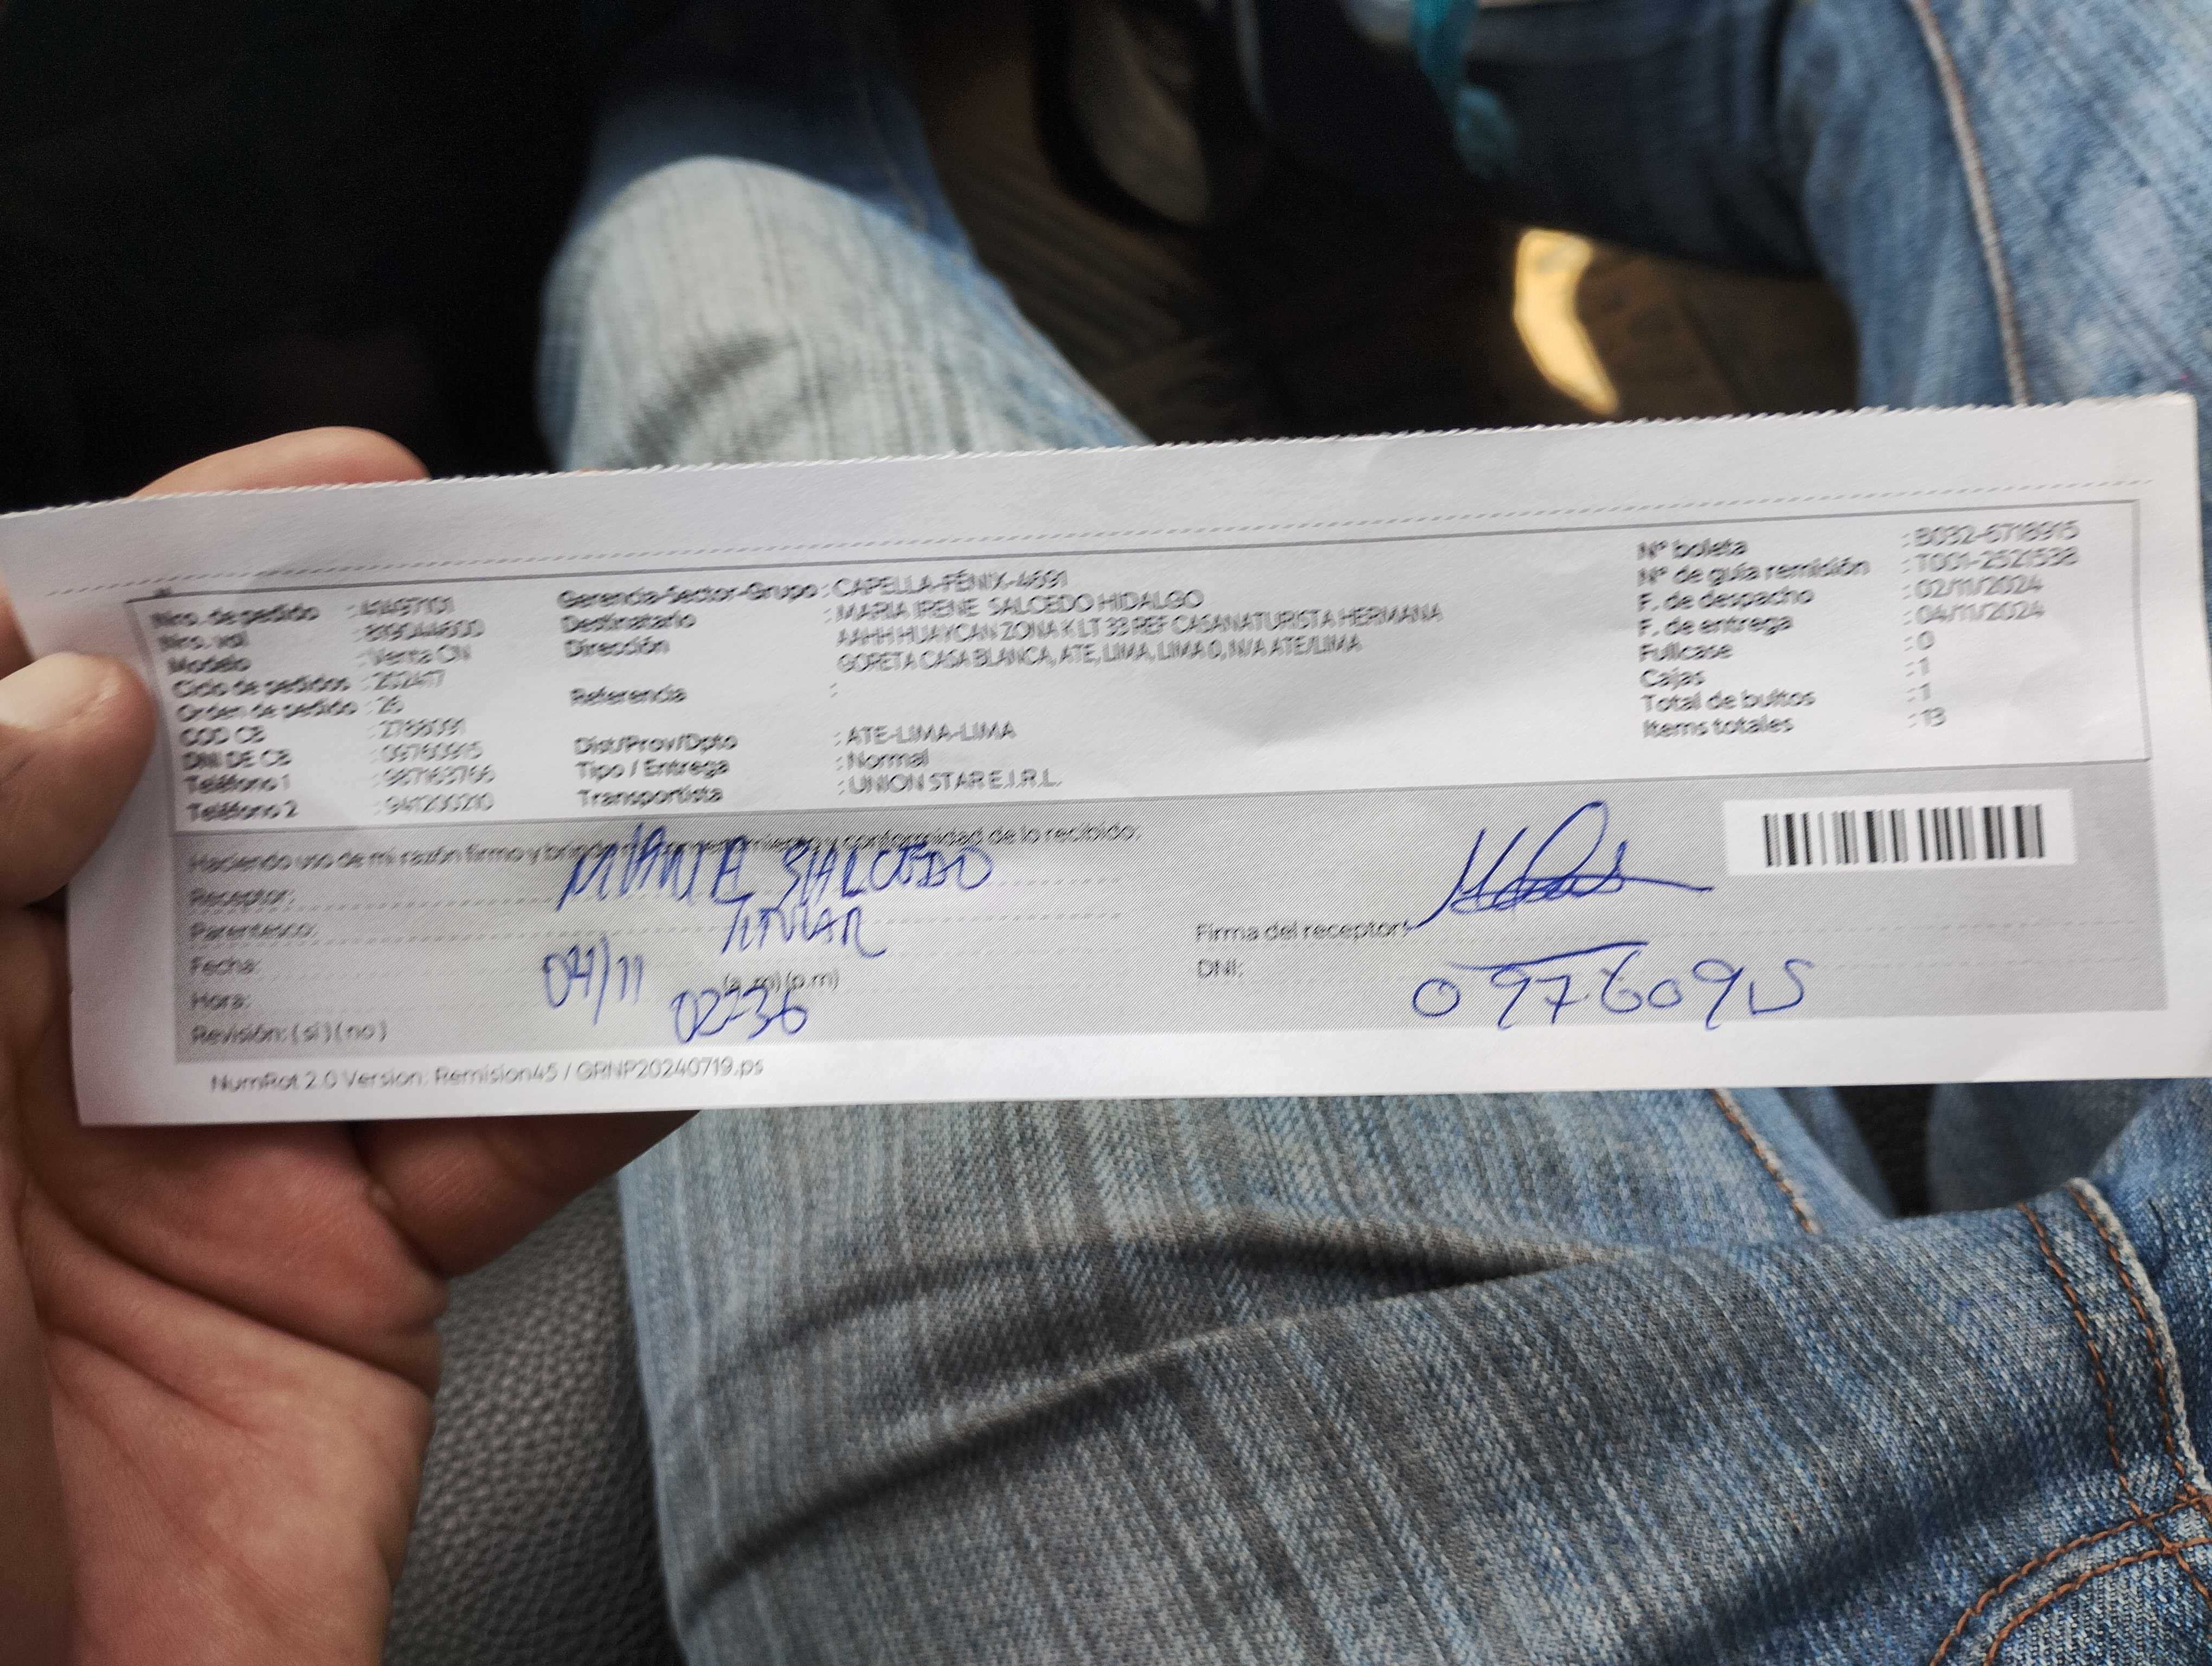 Nro. de pedido
Nro. vol : 819044600
Modelo : Venta CN
Ciclo de pedidos : 202417
Orden de pedido : 26
COD CB : 2788091
DNI DE CB : 09760915
Teléfono 1 : 987163766
Teléfono 2 : 941200210
Gerencia-Sector-Grupo : CAPELLA-FÉNIX-4691
Destinatario : MARIA IRENE SALCEDO HIDALGO
Dirección : AAHH HUAYCAN ZONA K LT 33 REF CASANATURISTA HERMANA
GORETA CASA BLANCA, ATE, LIMA, LIMA 0, N/A ATE/LIMA
Referencia :
Dist/Prov/Dpto : ATE-LIMA-LIMA
Tipo / Entrega : Normal
Transportista : UNION STAR E.I.R.L.
N° boleta : B032-6718915
N° de guía remisión : T001-2521538
F. de despacho : 02/11/2024
F. de entrega : 04/11/2024
Fullcase : 0
Cajas : 1
Total de bultos : 1
Items totales : 13
Haciendo uso de mi razón firmo y conformidad de lo recibido:
Receptor: MARIA SALCEDO
Parentesco: TITULAR
Fecha: 04/11
Hora: 02:36 (a.m) (p.m)
Revisión: ( si ) ( no )
Firma del receptor:
DNI: 09760915
NumRot 2.0 Version: Remision45 / GRNP20240719.ps